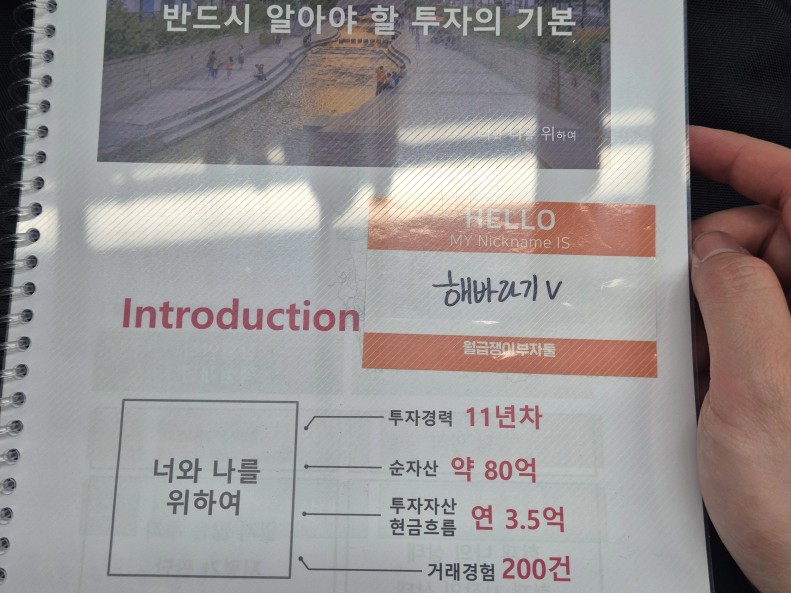 반드시 알아야 할 투자의 기본
너와 나를 위하여
HELLO
MY Nickname IS
해바라기 V
월급쟁이부자들
Introduction
너와 나를
위하여
투자경력 11년차
순자산 약 80억
투자자산
현금흐름 연 3.5억
거래경험 200건